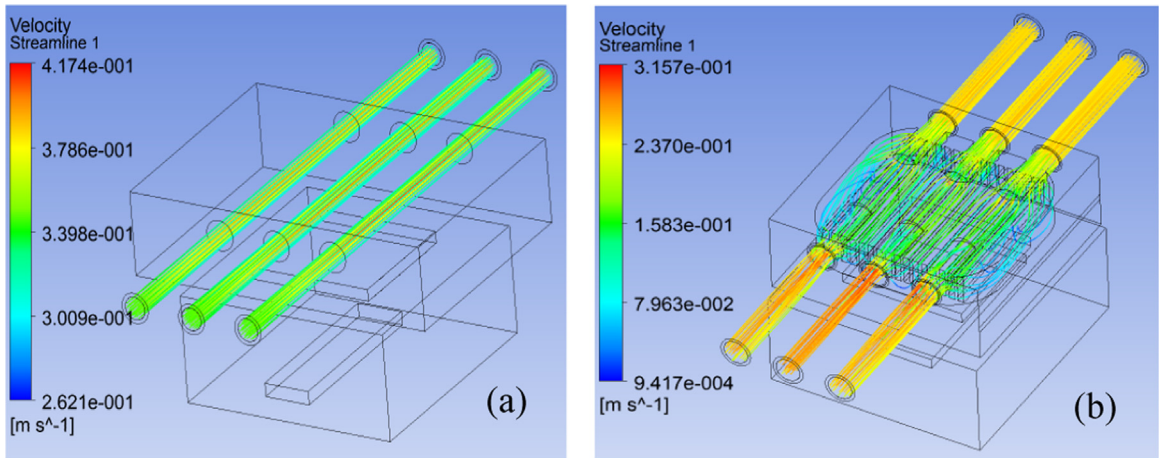 Velocity
Streamline 1
4.174e-001
3.786e-001
3.398e-001
3.009e-001
2.621e-001
[m s^-1]
(a)
Velocity
Streamline 1
3.157e-001
2.370e-001
1.583e-001
7.963e-002
9.417e-004
[m s^-1]
(b)